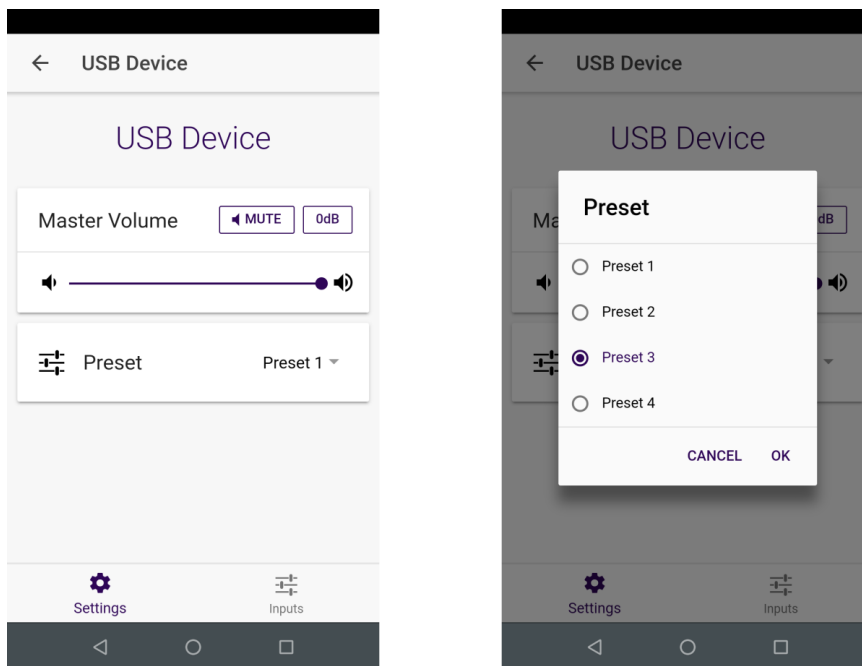 USB Device
USB Device
Master Volume MUTE 0dB
Preset Preset 1
Settings Inputs
USB Device
USB Device
Ma dB
Preset
Preset 1
Preset 2
Preset 3
Preset 4
CANCEL OK
Settings Inputs